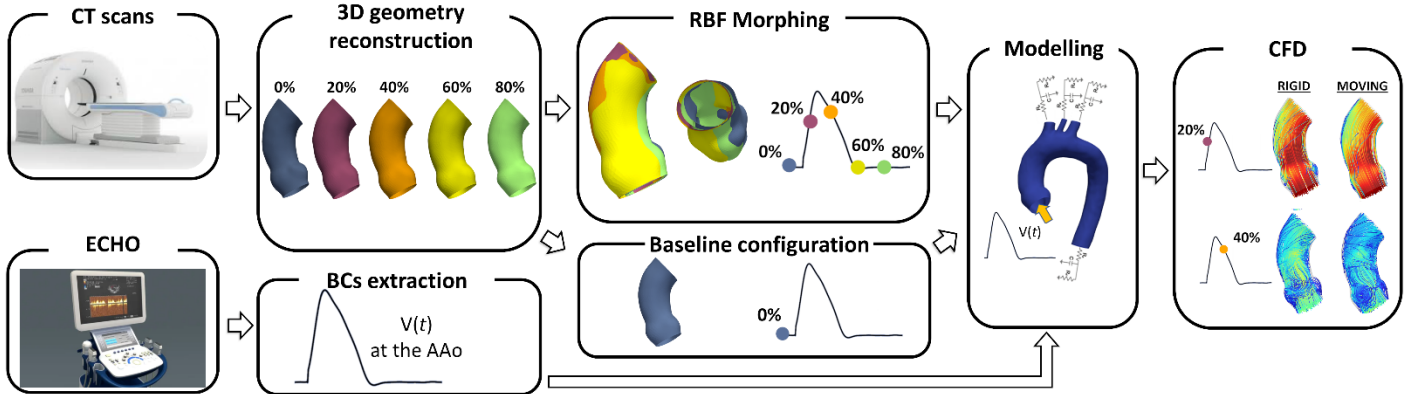 CT scans
3D geometry
reconstruction
0% 20% 40% 60% 80%
RBF Morphing
0%
20%
40%
60%
80%
Modelling
V(t)
CFD
RIGID MOVING
20%
40%
ECHO
BCs extraction
V(t)
at the AAo
Baseline configuration
0%